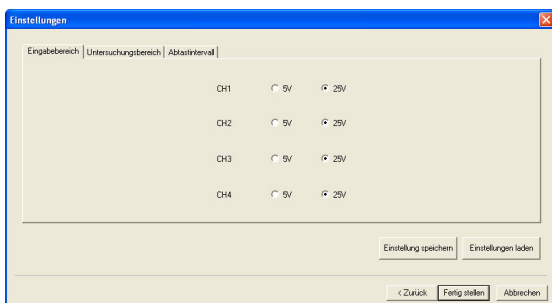 Einstellungen
Eingabebereich Untersuchungsbereich Abtastintervall
CH1 5V 25V
CH2 5V 25V
CH3 5V 25V
CH4 5V 25V
Einstellung speichern Einstellungen laden
< Zurück Fertig stellen Abbrechen